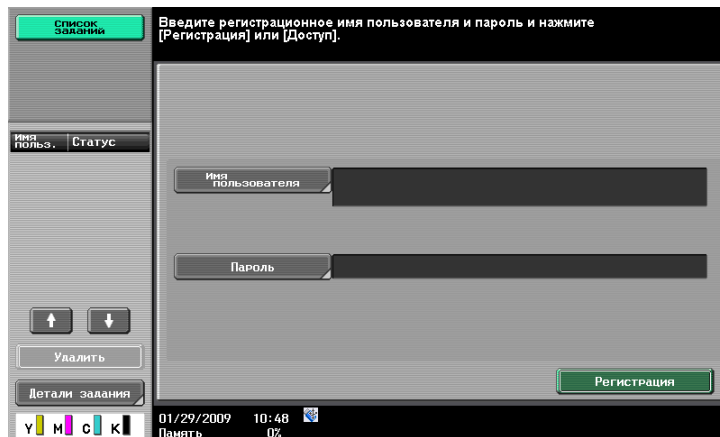 Список
заданий
Введите регистрационное имя пользователя и пароль и нажмите
[Регистрация] или [Доступ].
Имя
польз.
Статус
Имя
пользователя
Пароль
Удалить
Детали задания
Регистрация
Y M C K
01/29/2009 10:48
Память 0%